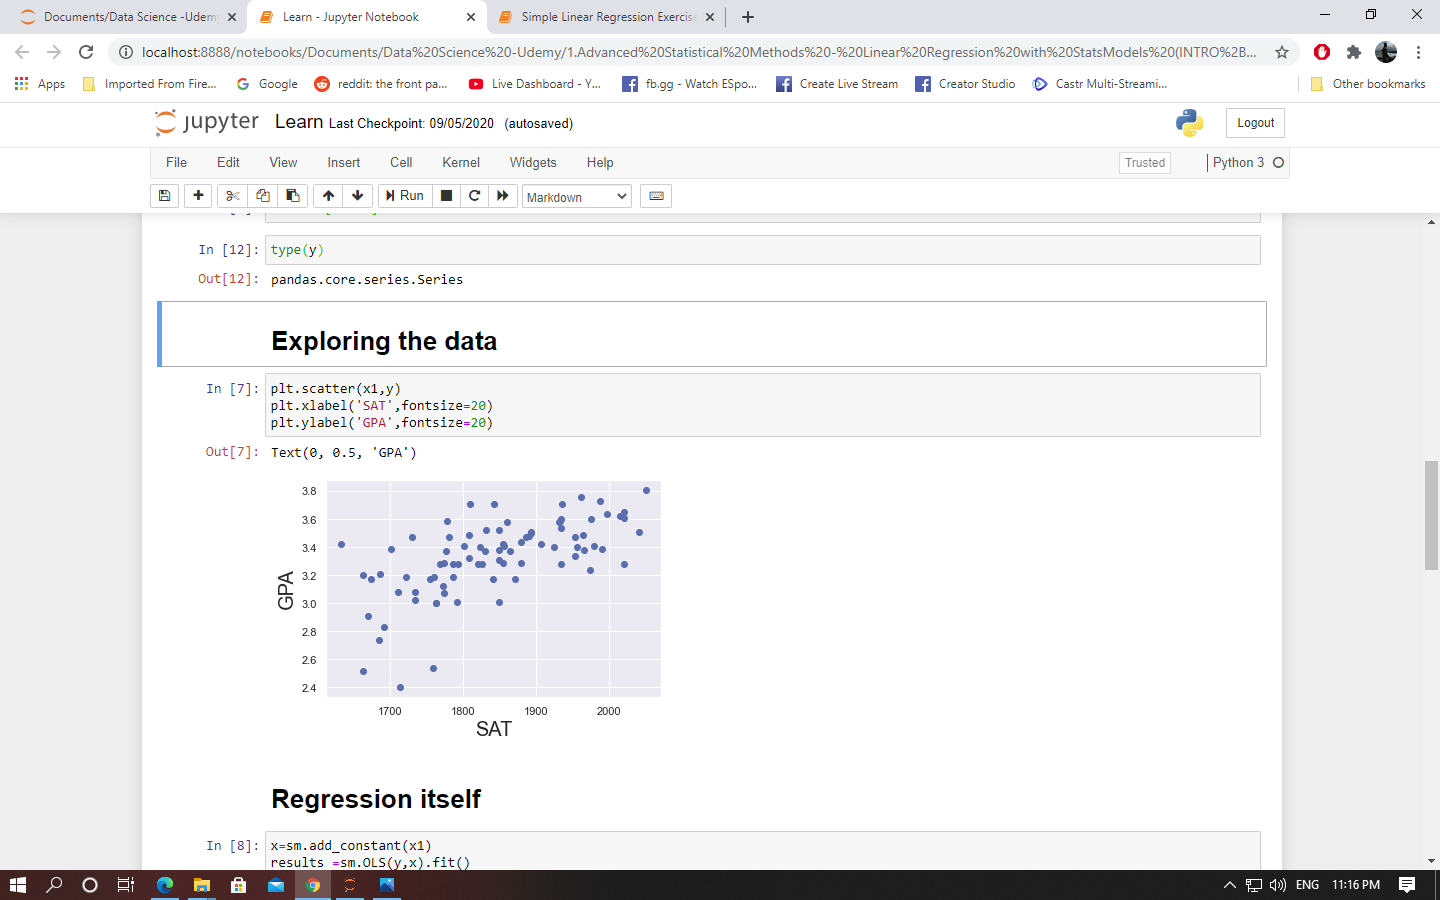 Documents/Data Science -Udem
Learn - Jupyter Notebook
Simple Linear Regression Exercise
localhost:8888/notebooks/Documents/Data%20Science%20-Udemy/1.Advanced%20Statistical%20Methods%20-%20Linear%20Regression%20with%20StatsModels%20(INTRO%2B...
Apps
Imported From Fire...
Google
reddit: the front pa...
Live Dashboard - Y...
fb.gg - Watch ESpo...
Create Live Stream
Creator Studio
Castr Multi-Streami...
Other bookmarks
jupyter Learn Last Checkpoint: 09/05/2020 (autosaved)
Logout
File Edit View Insert Cell Kernel Widgets Help
Trusted
Python 3
Run
Markdown
In [12]: type(y)
Out[12]: pandas.core.series.Series
Exploring the data
In [7]: plt.scatter(x1,y)
plt.xlabel('SAT',fontsize=20)
plt.ylabel('GPA',fontsize=20)
Out[7]: Text(0, 0.5, 'GPA')
3.8
3.6
3.4
3.2
3.0
2.8
2.6
2.4
GPA
1700 1800 1900 2000
SAT
Regression itself
In [8]: x=sm.add_constant(x1)
results =sm.OLS(y,x).fit()
ENG
11:16 PM